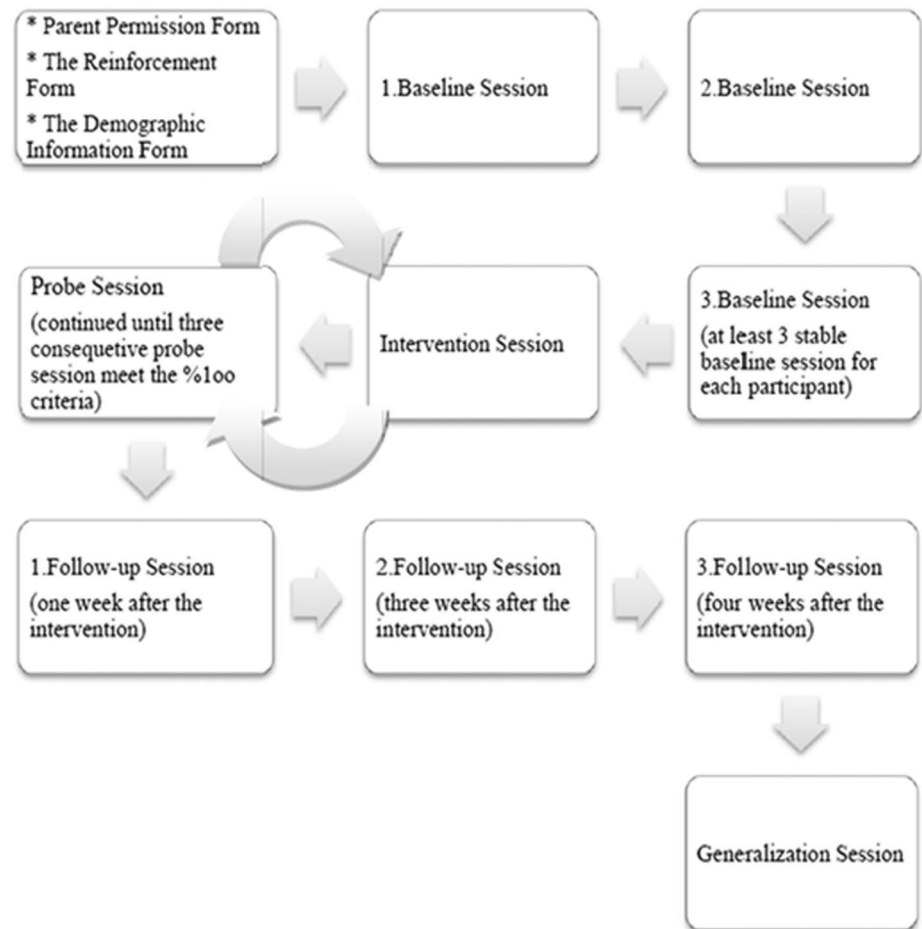 * Parent Permission Form
* The Reinforcement
Form
* The Demographic
Information Form
1.Baseline Session
2.Baseline Session
3.Baseline Session
(at least 3 stable
baseline session for
each participant)
Intervention Session
Probe Session
(continued until three
consequetive probe
session meet the %1oo
criteria)
1.Follow-up Session
(one week after the
intervention)
2.Follow-up Session
(three weeks after the
intervention)
3.Follow-up Session
(four weeks after the
intervention)
Generalization Session